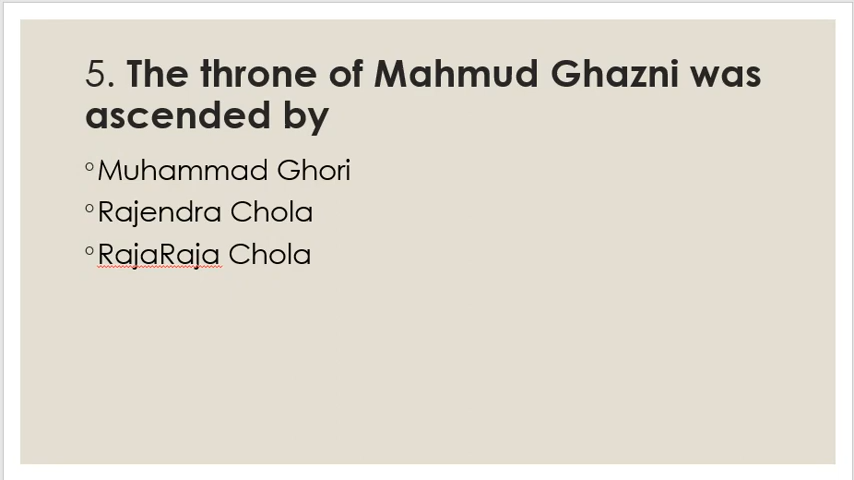 5. The throne of Mahmud Ghazni was
ascended by
°Muhammad Ghori
°Rajendra Chola
°RajaRaja Chola